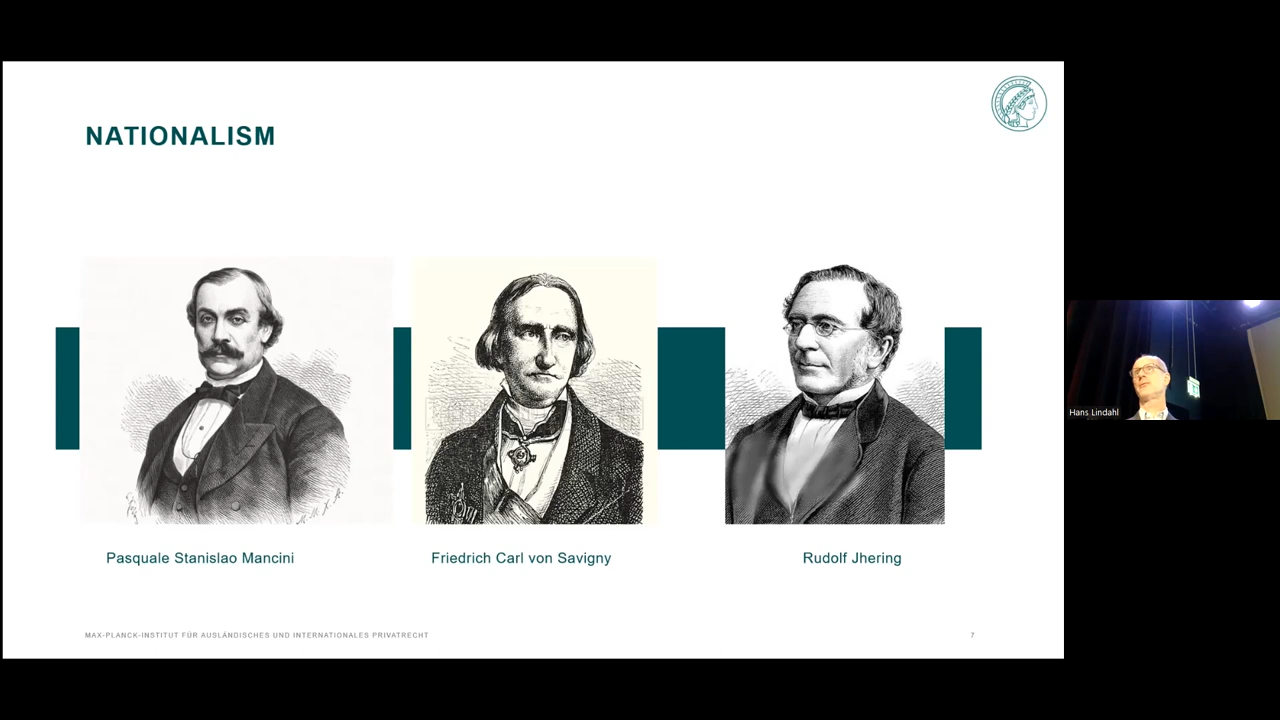 NATIONALISM
Pasquale Stanislao Mancini
Friedrich Carl von Savigny
Rudolf Jhering
MAX-PLANCK-INSTITUT FÜR AUSLÄNDISCHES UND INTERNATIONALES PRIVATRECHT
7
Hans Lindahl